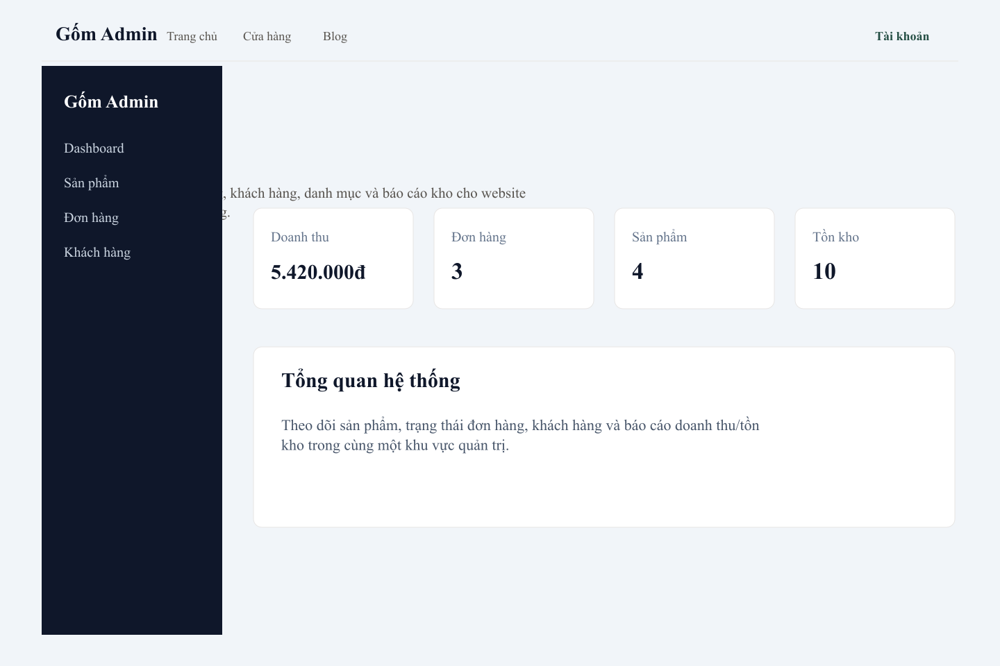 Gốm Admin Trang chủ Cửa hàng Blog Tài khoản
Gốm Admin
Dashboard
Sản phẩm
Đơn hàng
Khách hàng
, khách hàng, danh mục và báo cáo kho cho website
g.
Doanh thu
5.420.000đ
Đơn hàng
3
Sản phẩm
4
Tồn kho
10
Tổng quan hệ thống
Theo dõi sản phẩm, trạng thái đơn hàng, khách hàng và báo cáo doanh thu/tồn
kho trong cùng một khu vực quản trị.